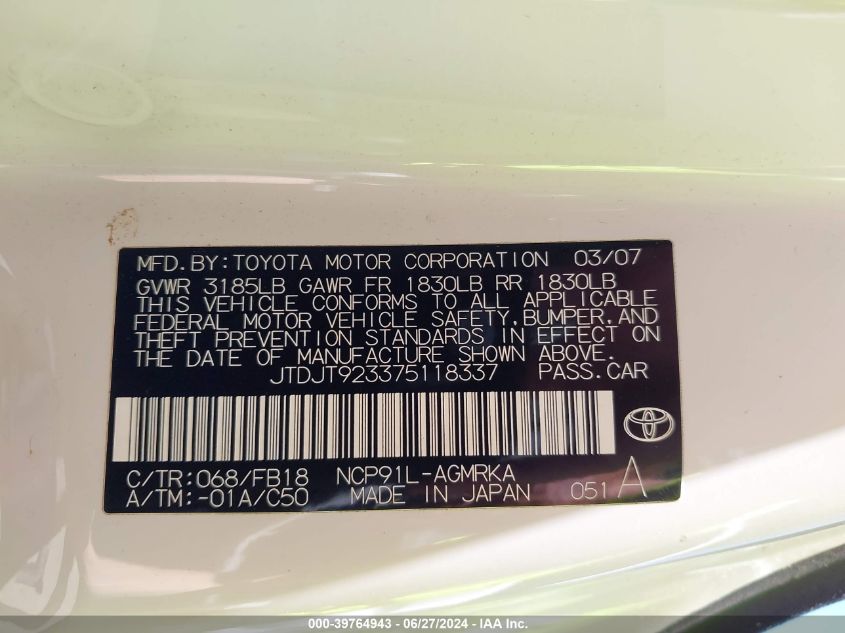 MFD. BY: TOYOTA MOTOR CORPORATION 03/07
GVWR 3185LB GAWR FR 1830LB RR 1830LB
THIS VEHICLE CONFORMS TO ALL APPLICABLE
FEDERAL MOTOR VEHICLE SAFETY, BUMPER, AND
THEFT PREVENTION STANDARDS IN EFFECT ON
THE DATE OF MANUFACTURE SHOWN ABOVE.
JTDJT923375118337 PASS. CAR
C/TR: 068/FB18 NCP91L-AGMRKA
A/TM: -01A/C50 MADE IN JAPAN 051 A
000-39764943 / 06/27/2024 - IAA Inc.